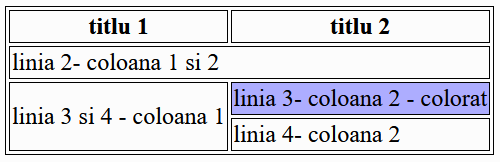 titlu 1 titlu 2
linia 2- coloana 1 si 2
linia 3 si 4 - coloana 1
linia 3- coloana 2 - colorat
linia 4- coloana 2